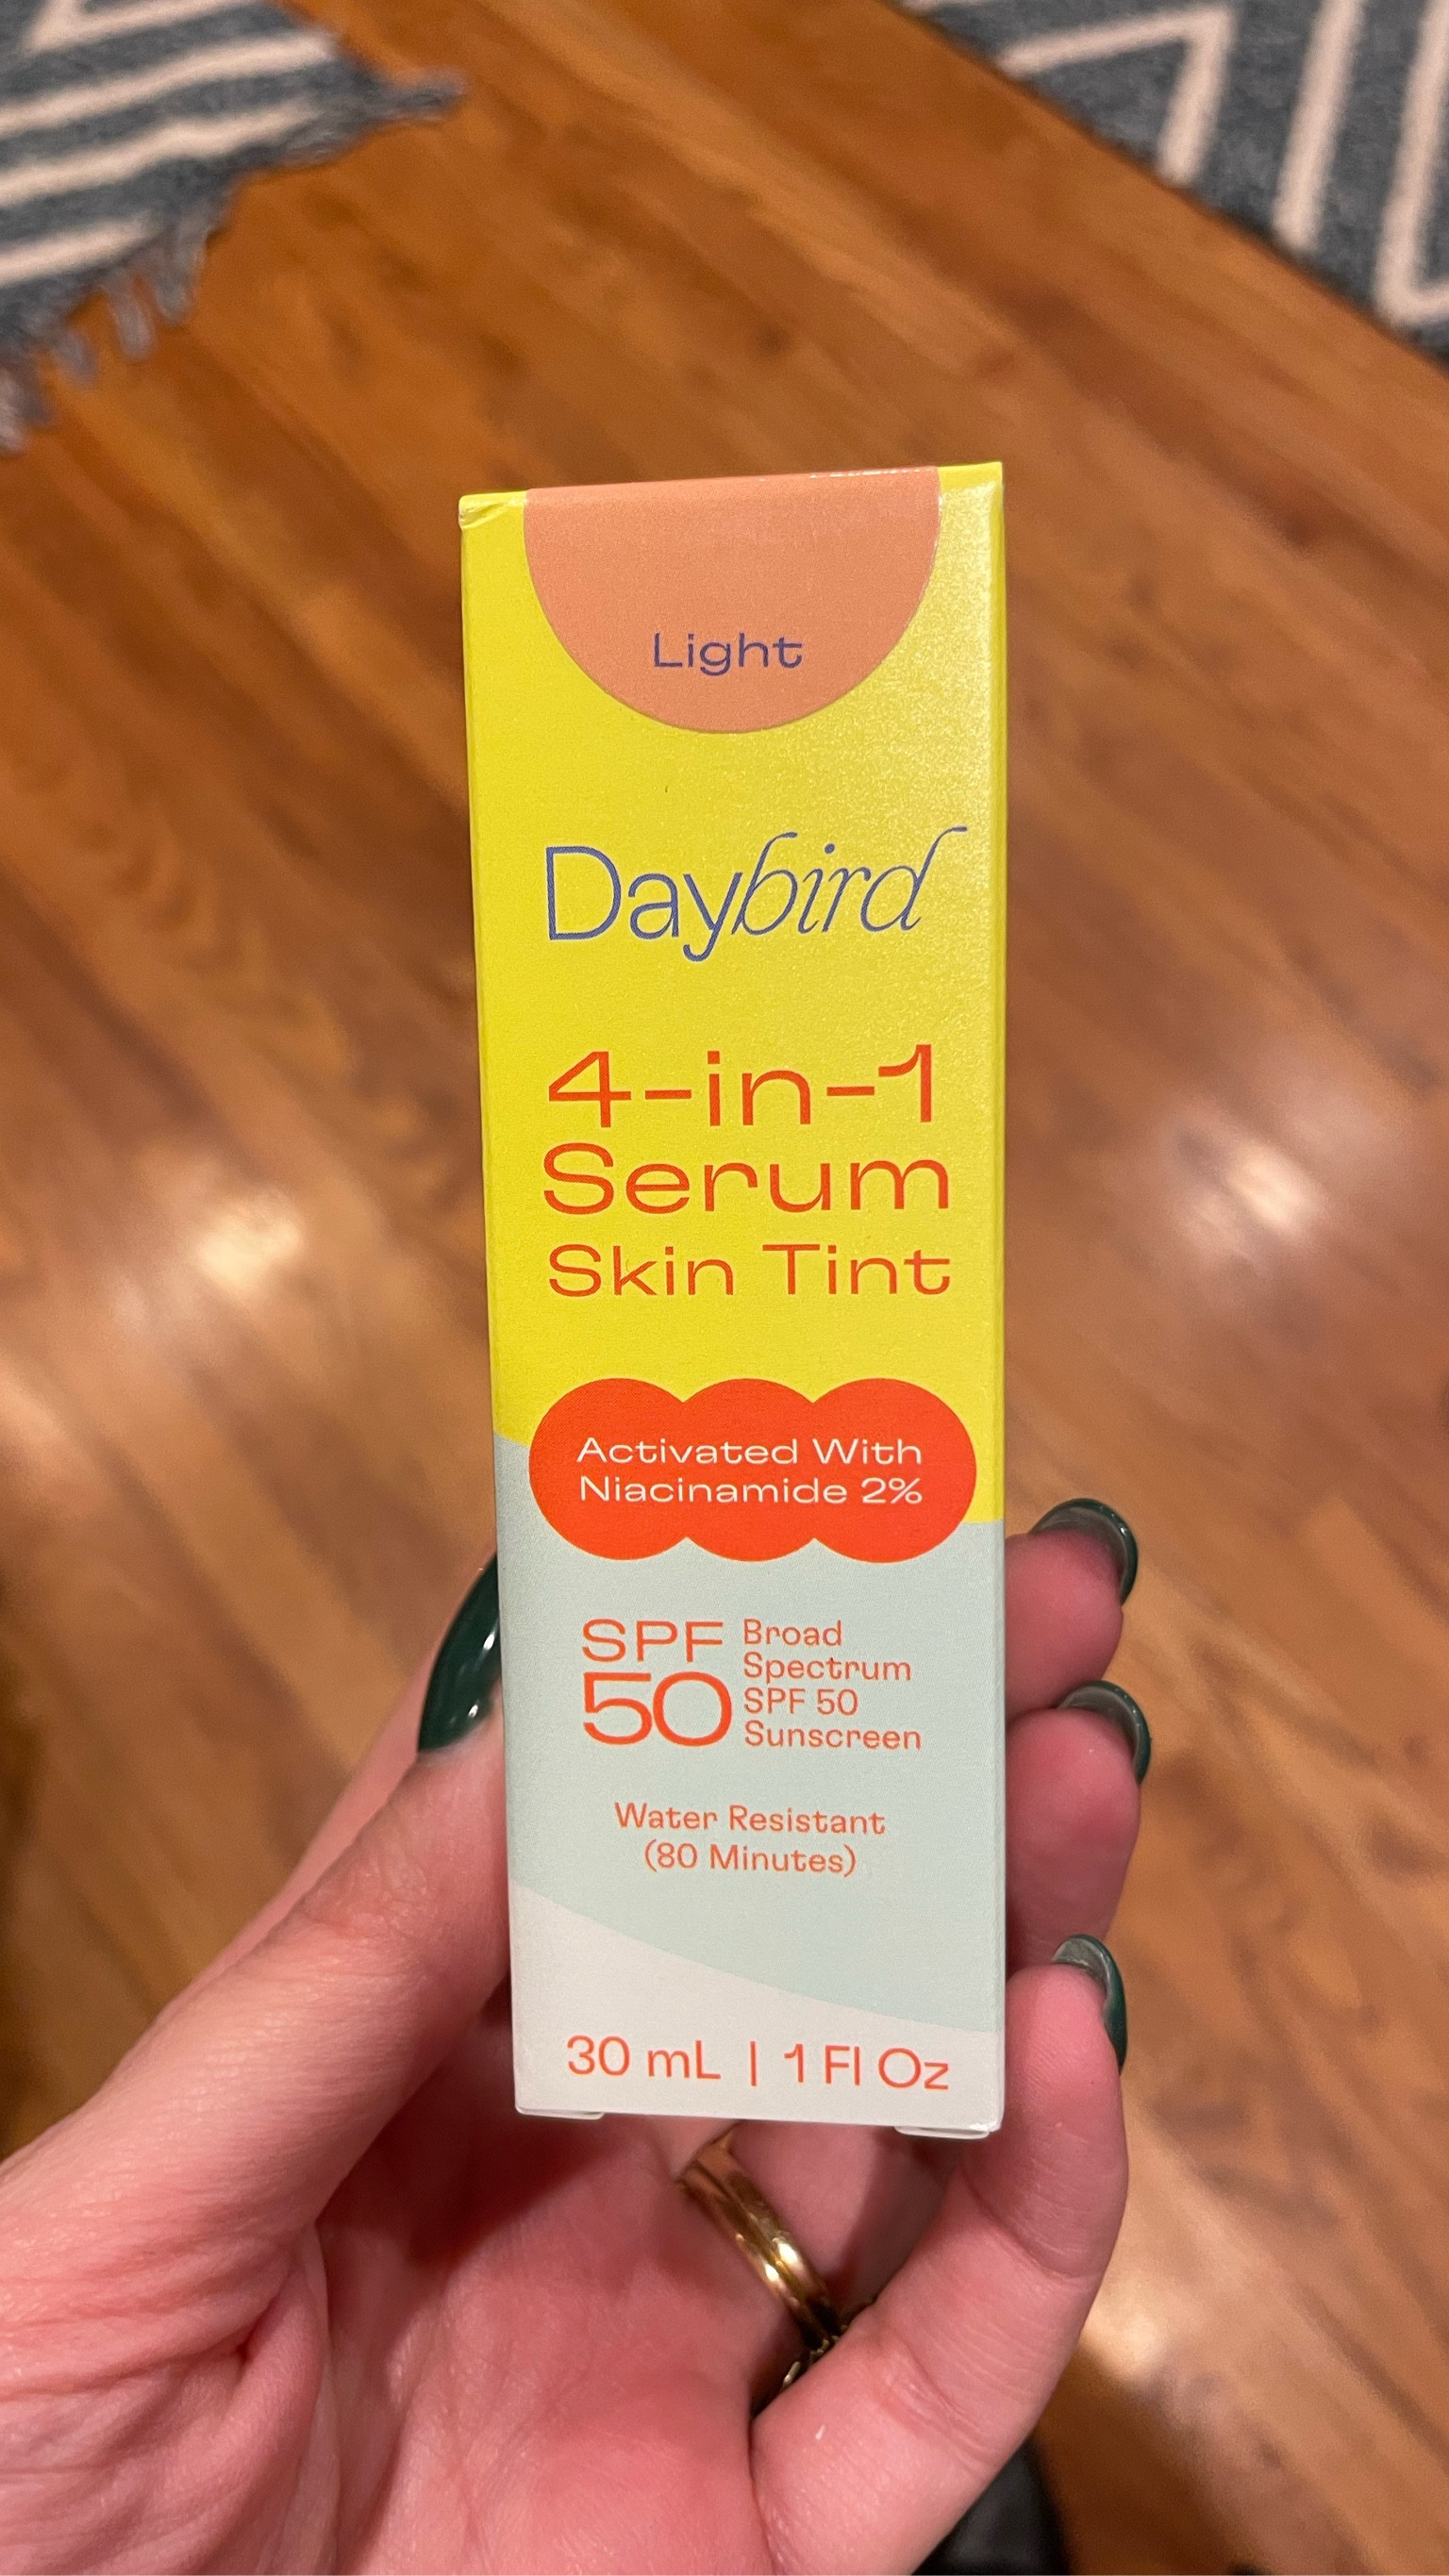 Light
Daybird
4-in-1
Serum
Skin Tint
Activated With
Niacinamide 2%
SPF
50
Broad
Spectrum
SPF 50
Sunscreen
Water Resistant
(80 Minutes)
30 mL | 1 Fl Oz